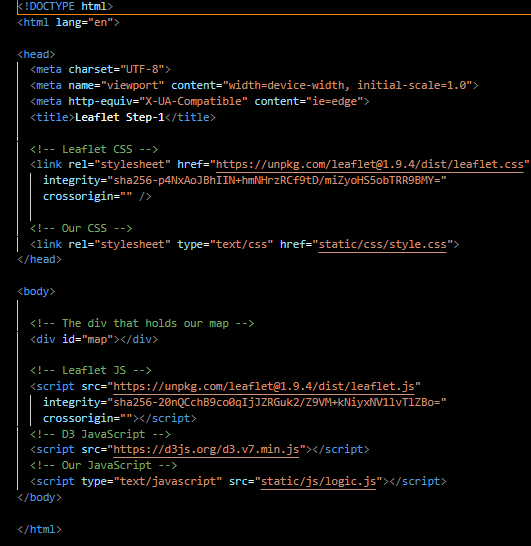 <!DOCTYPE html>
<html lang="en">
<head>
<meta charset="UTF-8">
<meta name="viewport" content="width=device-width, initial-scale=1.0">
<meta http-equiv="X-UA-Compatible" content="ie=edge">
<title>Leaflet Step-1</title>
<!-- Leaflet CSS -->
<link rel="stylesheet" href="https://unpkg.com/leaflet@1.9.4/dist/leaflet.css"
integrity="sha256-p4NxAoJBhIIN+hmNHrzRCf9tD/miZyoHS5obTRR9BMY="
crossorigin="" />
<!-- Our CSS -->
<link rel="stylesheet" type="text/css" href="static/css/style.css">
</head>
<body>
<!-- The div that holds our map -->
<div id="map"></div>
<!-- Leaflet JS -->
<script src="https://unpkg.com/leaflet@1.9.4/dist/leaflet.js"
integrity="sha256-20nQCchB9co0qIjJZRGuk2/Z9VM+kNiyxNV1lvTlZBo="
crossorigin=""></script>
<!-- D3 JavaScript -->
<script src="https://d3js.org/d3.v7.min.js"></script>
<!-- Our JavaScript -->
<script type="text/javascript" src="static/js/logic.js"></script>
</body>
</html>